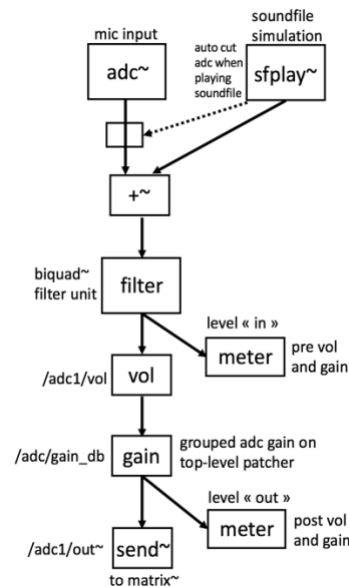 mic input
adc~
soundfile
simulation
auto cut
adc when
playing
soundfile
sfplay~
+~
biquad~
filter unit
filter
level « in »
meter
pre vol
and gain
/adc1/vol
vol
/adc/gain_db
gain
grouped adc gain on
top-level patcher
level « out »
meter
post vol
and gain
/adc1/out~
send~
to matrix~